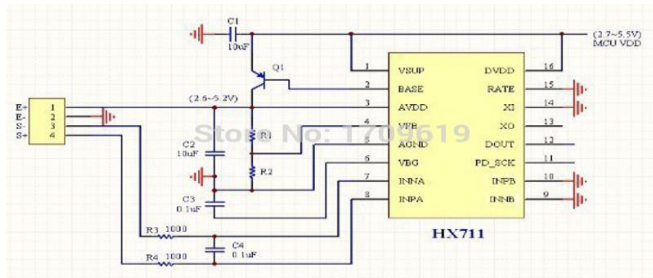 C1
10uF
(2.7~5.5V)
MCU VDD
Q1
1 VSUP DVDD 16
2 BASE RATE 15
(2.6~5.2V)
3 AVDD XI 14
4 VFB XO 13
5 AGND DOUT 12
6 VBG PD_SCK 11
7 INNA INPB 10
8 INPA INNB 9
HX711
E+ 1
E- 2
S- 3
S+ 4
Store No: 1709619
R1
C2
10uF
R2
C3
0.1uF
R3 1000
C4
0.1uF
R4 1000